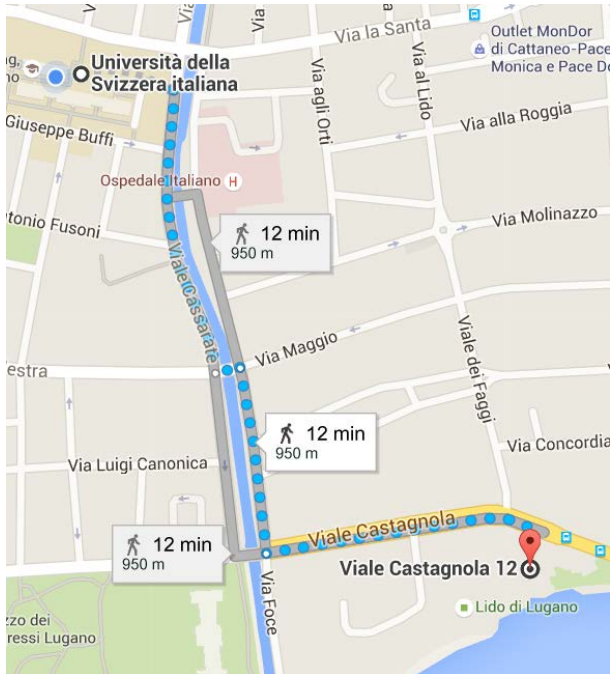 Via la Santa
Outlet MonDor
di Cattaneo-Pace
Monica e Pace Do
Università della
Svizzera italiana
ng.
no
Via agli Orti
Via al Lido
Via alla Roggia
Giuseppe Buffi
Ospedale Italiano H
Via Molinazzo
ntonio Fusoni
12 min
950 m
Viale Cassarate
Via Maggio
Viale dei Faggi
estra
12 min
950 m
Via Concordia
Via Luigi Canonica
Viale Castagnola
12 min
950 m
Viale Castagnola 12
Via Foce
Lido di Lugano
zzo dei
ressi Lugano